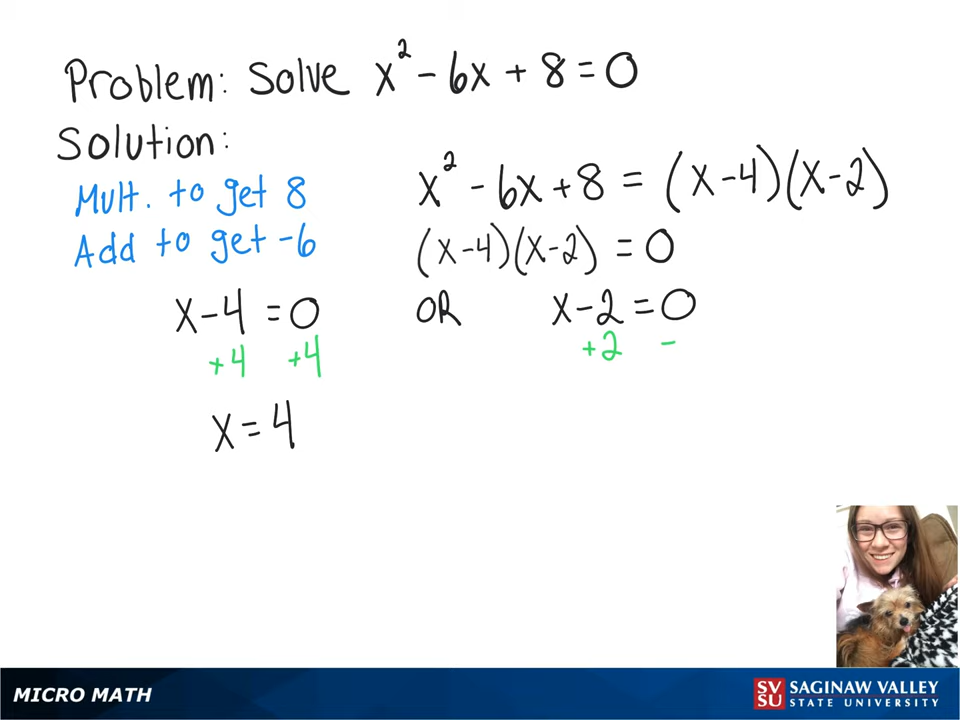 Problem: Solve x² - 6x + 8 = 0
Solution:
Mult. to get 8
x² - 6x + 8 = (x-4)(x-2)
Add to get -6
(x-4)(x-2) = 0
x-4 = 0 OR x-2 = 0
+4 +4 +2 -
x = 4
MICRO MATH
SVSU SAGINAW VALLEY
STATE UNIVERSITY